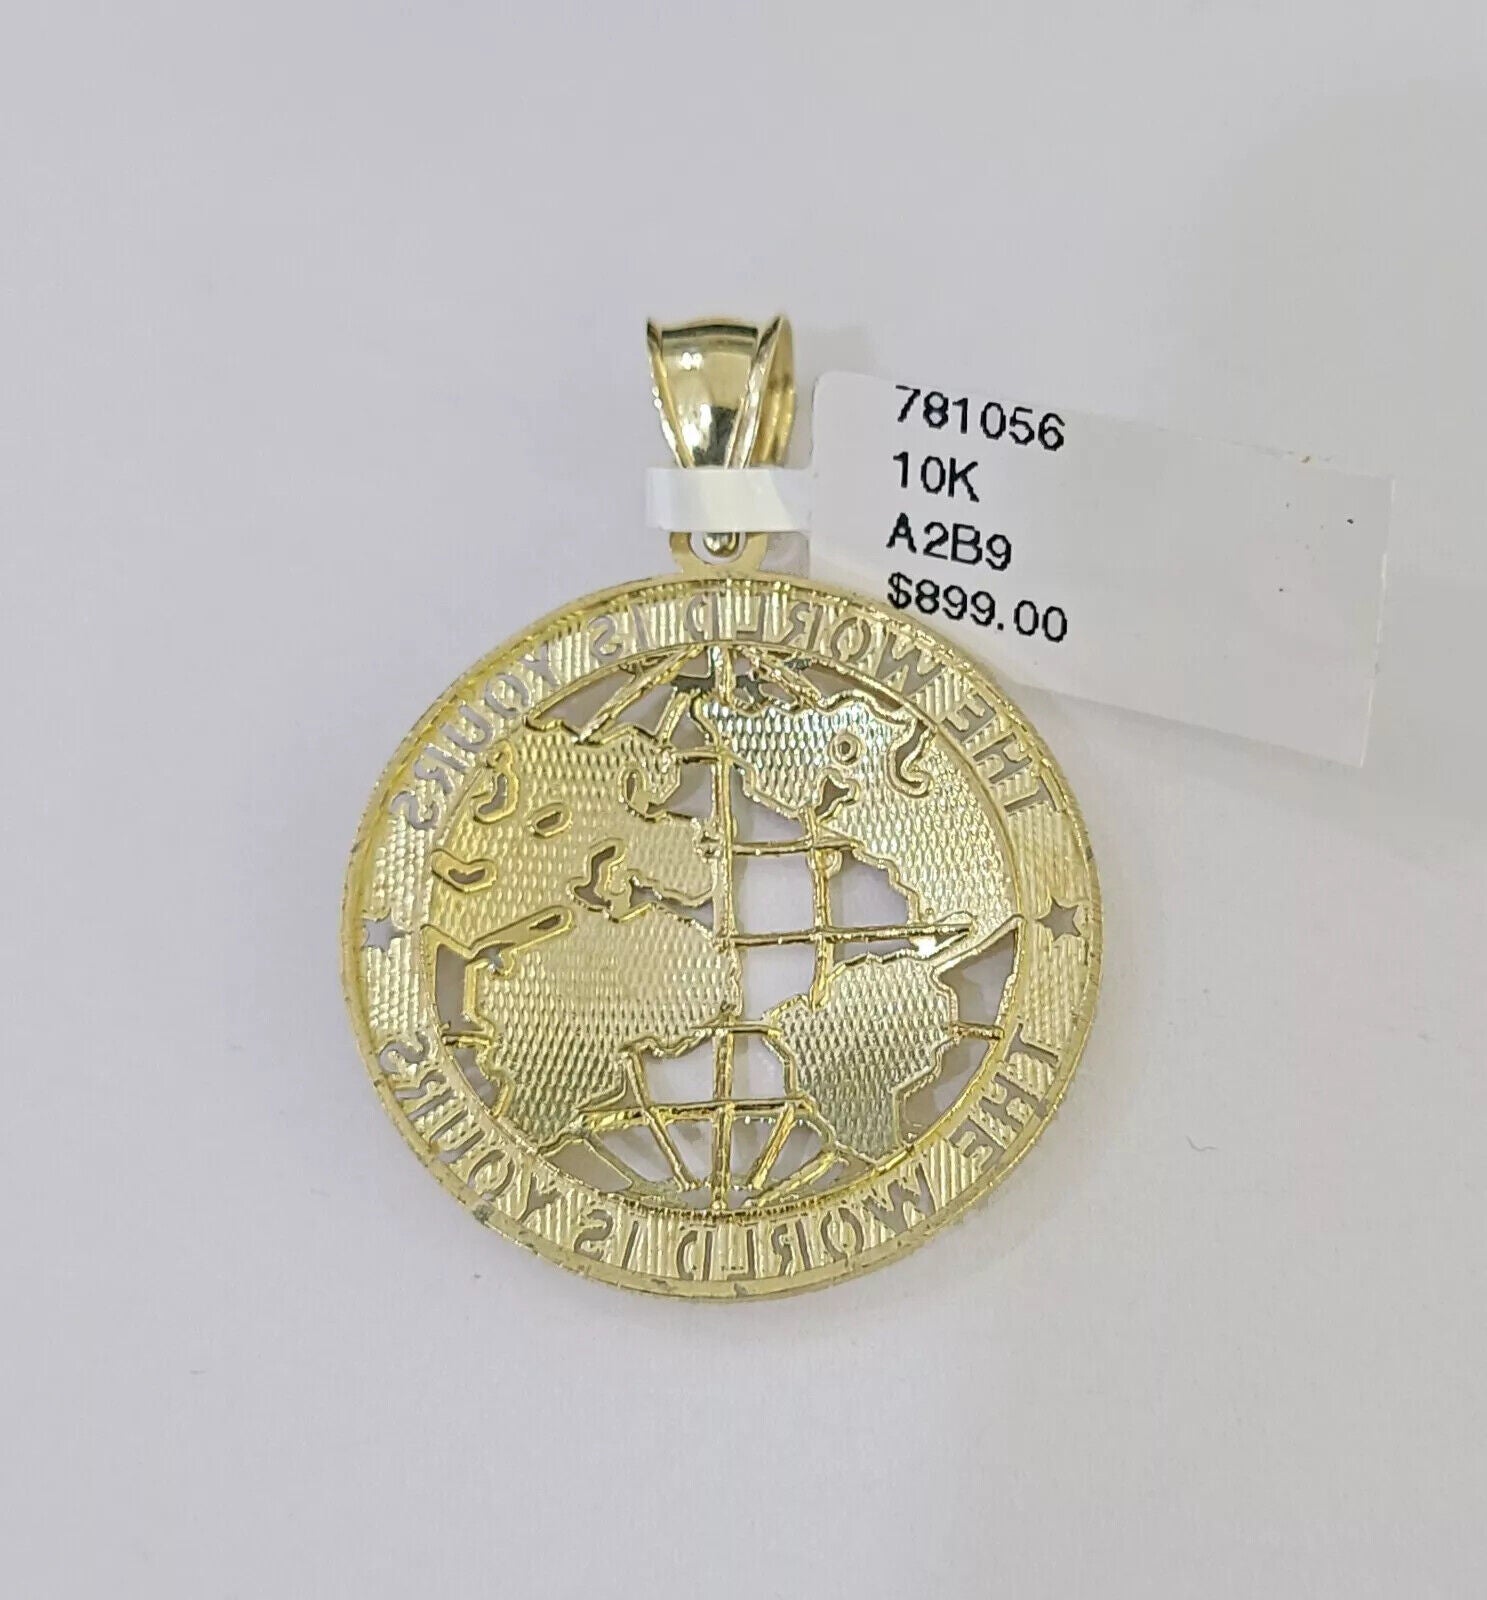 781056
10K
A2B9
$899.00
THE WORLD IS YOURS
THE WORLD IS YOURS